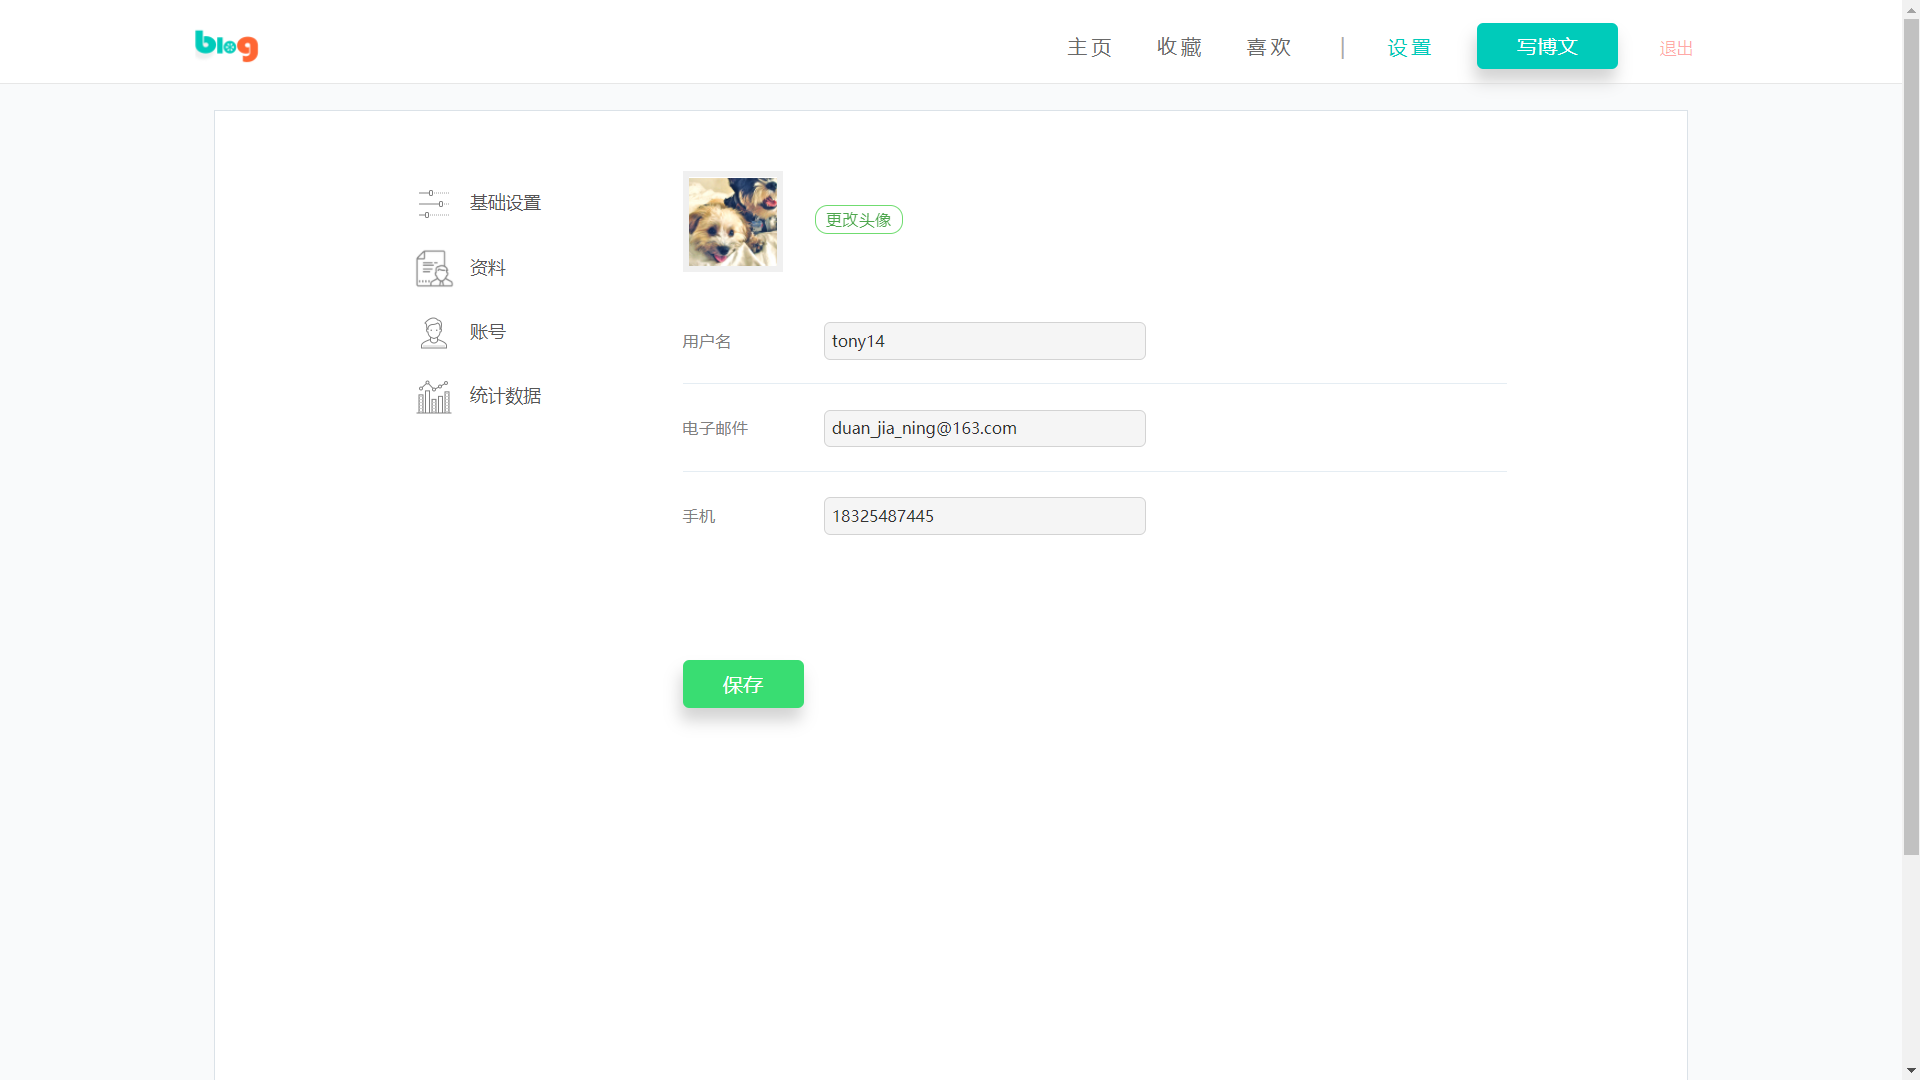 blog
主页 收藏 喜欢 | 设置 写博文 退出
基础设置
资料
账号
统计数据
更改头像
用户名 tony14
电子邮件 duan_jia_ning@163.com
手机 18325487445
保存